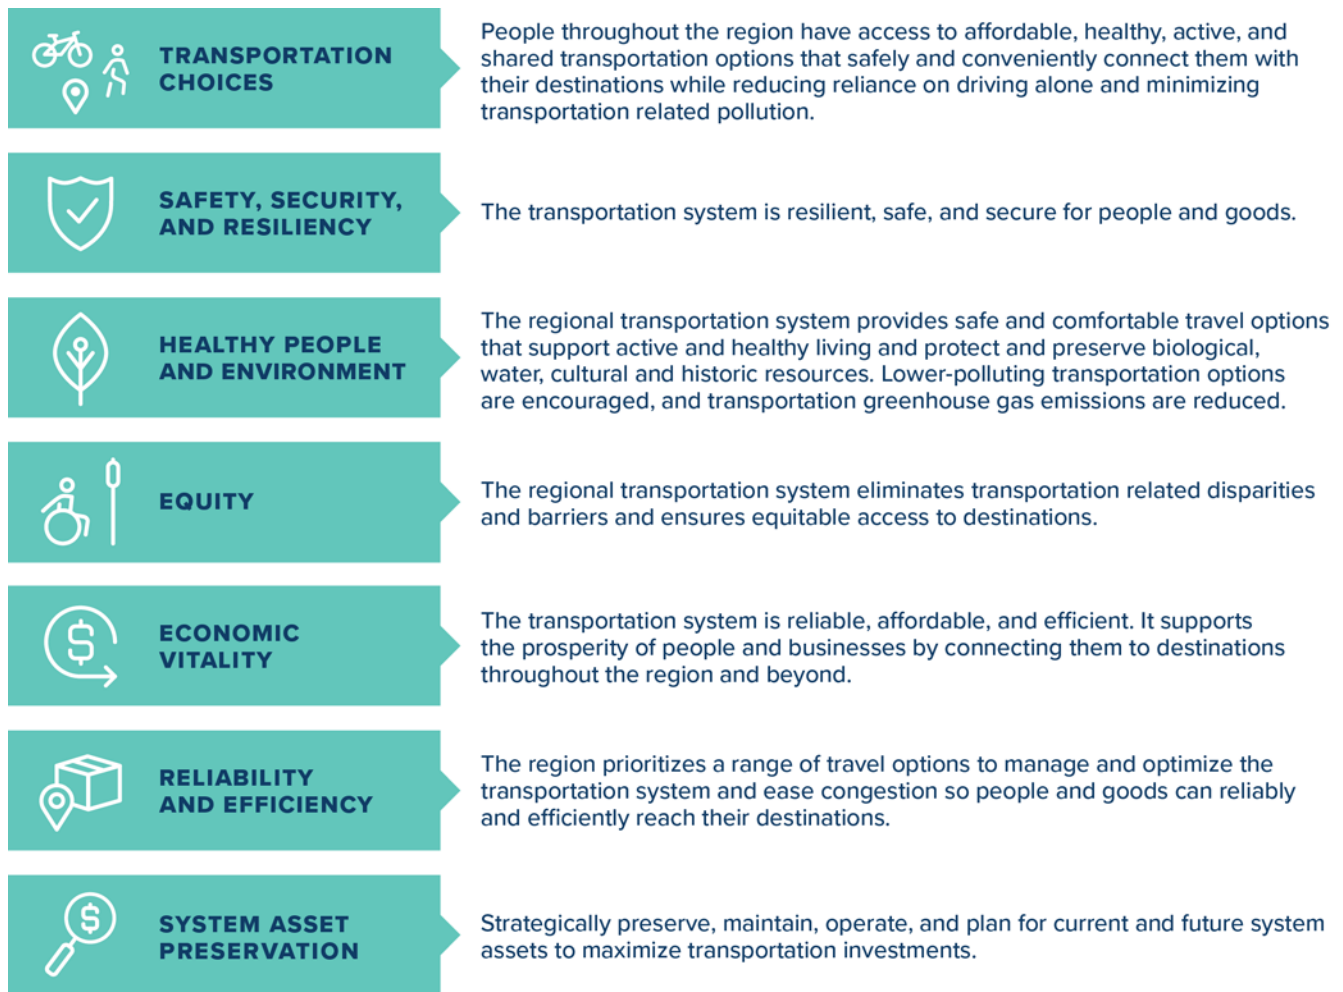 TRANSPORTATION
CHOICES
People throughout the region have access to affordable, healthy, active, and
shared transportation options that safely and conveniently connect them with
their destinations while reducing reliance on driving alone and minimizing
transportation related pollution.
SAFETY, SECURITY,
AND RESILIENCY
The transportation system is resilient, safe, and secure for people and goods.
HEALTHY PEOPLE
AND ENVIRONMENT
The regional transportation system provides safe and comfortable travel options
that support active and healthy living and protect and preserve biological,
water, cultural and historic resources. Lower-polluting transportation options
are encouraged, and transportation greenhouse gas emissions are reduced.
EQUITY
The regional transportation system eliminates transportation related disparities
and barriers and ensures equitable access to destinations.
ECONOMIC
VITALITY
The transportation system is reliable, affordable, and efficient. It supports
the prosperity of people and businesses by connecting them to destinations
throughout the region and beyond.
RELIABILITY
AND EFFICIENCY
The region prioritizes a range of travel options to manage and optimize the
transportation system and ease congestion so people and goods can reliably
and efficiently reach their destinations.
SYSTEM ASSET
PRESERVATION
Strategically preserve, maintain, operate, and plan for current and future system
assets to maximize transportation investments.